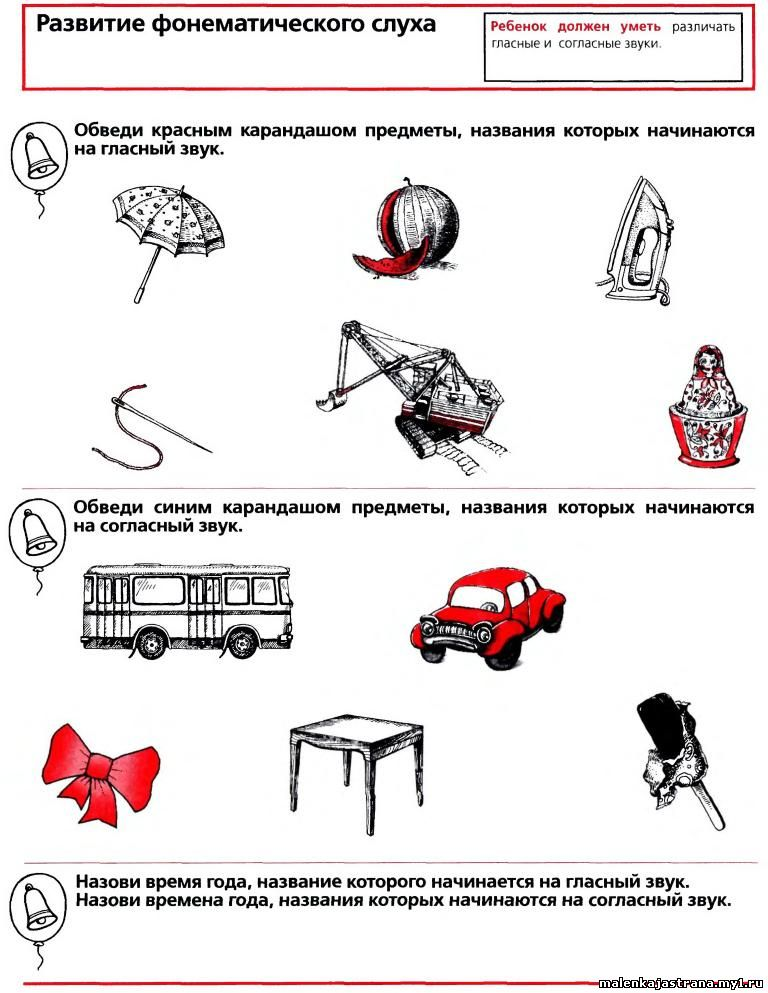 Развитие фонематического слуха
Ребенок должен уметь различать
гласные и согласные звуки.
Обведи красным карандашом предметы, названия которых начинаются
на гласный звук.
Обведи синим карандашом предметы, названия которых начинаются
на согласный звук.
Назови время года, название которого начинается на гласный звук.
Назови времена года, названия которых начинаются на согласный звук.
malenkajastrana.my1.ru